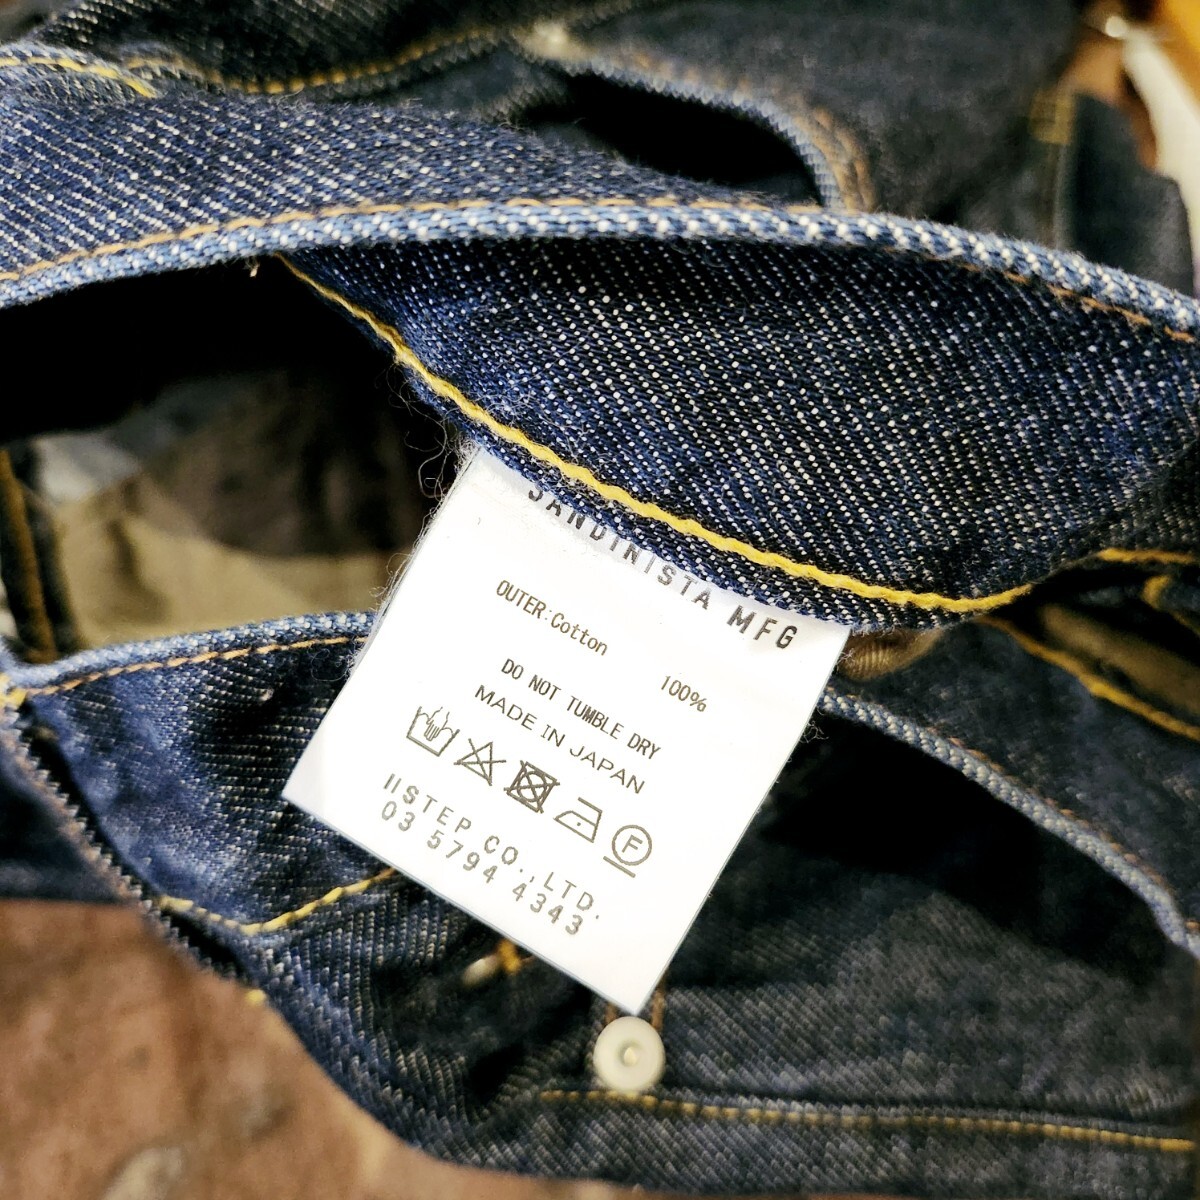 SANDINISTA MFG
OUTER:Cotton
100%
DO NOT TUMBLE DRY
MADE IN JAPAN
F
IISTEP CO.,LTD.
03 5794 4343